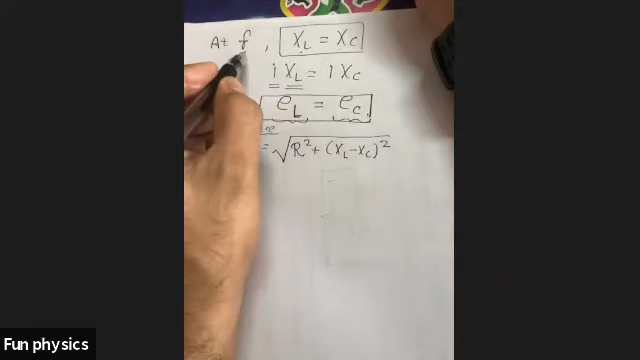 At f, X_L = X_C
i X_L = i X_C
e_L = e_C
= √R² + (X_L - X_C)²
Fun physics